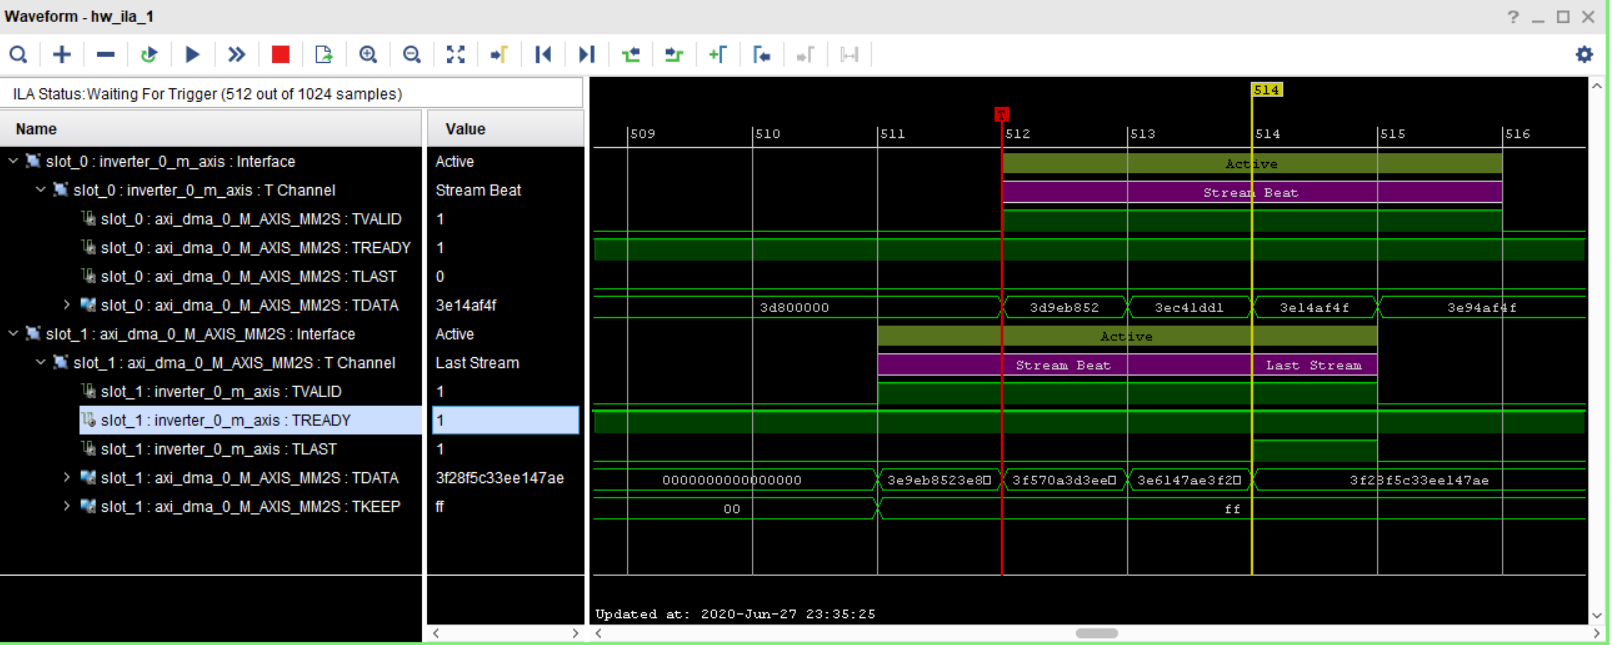 Waveform - hw_ila_1
ILA Status:Waiting For Trigger (512 out of 1024 samples)
514
T
Name Value 509 510 511 512 513 514 515 516
slot_0 : inverter_0_m_axis : Interface Active Active
slot_0 : inverter_0_m_axis : T Channel Stream Beat Stream Beat
slot_0 : axi_dma_0_M_AXIS_MM2S : TVALID 1
slot_0 : axi_dma_0_M_AXIS_MM2S : TREADY 1
slot_0 : axi_dma_0_M_AXIS_MM2S : TLAST 0
slot_0 : axi_dma_0_M_AXIS_MM2S : TDATA 3e14af4f 3d800000 3d9eb852 3ec41dd1 3e14af4f 3e94af4f
slot_1 : axi_dma_0_M_AXIS_MM2S : Interface Active Active
slot_1 : axi_dma_0_M_AXIS_MM2S : T Channel Last Stream Stream Beat Last Stream
slot_1 : inverter_0_m_axis : TVALID 1
slot_1 : inverter_0_m_axis : TREADY 1
slot_1 : inverter_0_m_axis : TLAST 1
slot_1 : axi_dma_0_M_AXIS_MM2S : TDATA 3f28f5c33ee147ae 0000000000000000 3e9eb8523e8□ 3f570a3d3ee□ 3e6147ae3f2□ 3f28f5c33ee147ae
slot_1 : axi_dma_0_M_AXIS_MM2S : TKEEP ff 00 ff
Updated at: 2020-Jun-27 23:35:25